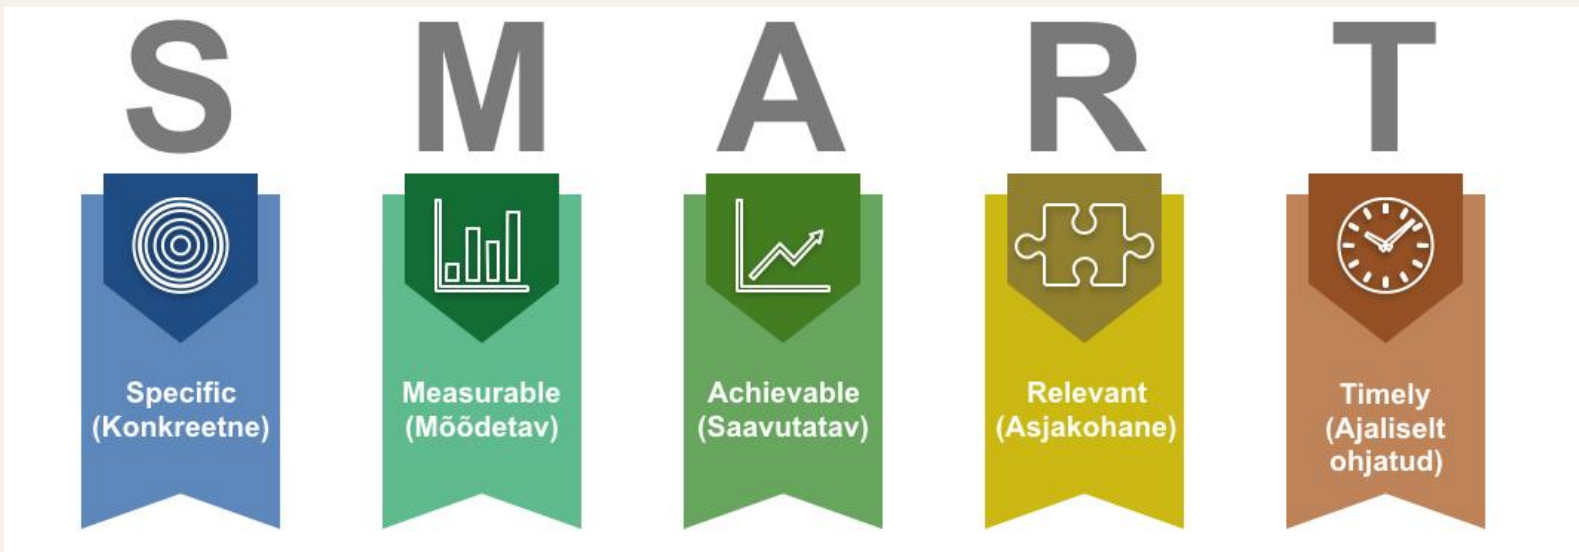 S M A R T
Specific
(Konkreetne)
Measurable
(Mõõdetav)
Achievable
(Saavutatav)
Relevant
(Asjakohane)
Timely
(Ajaliselt
ohjatud)